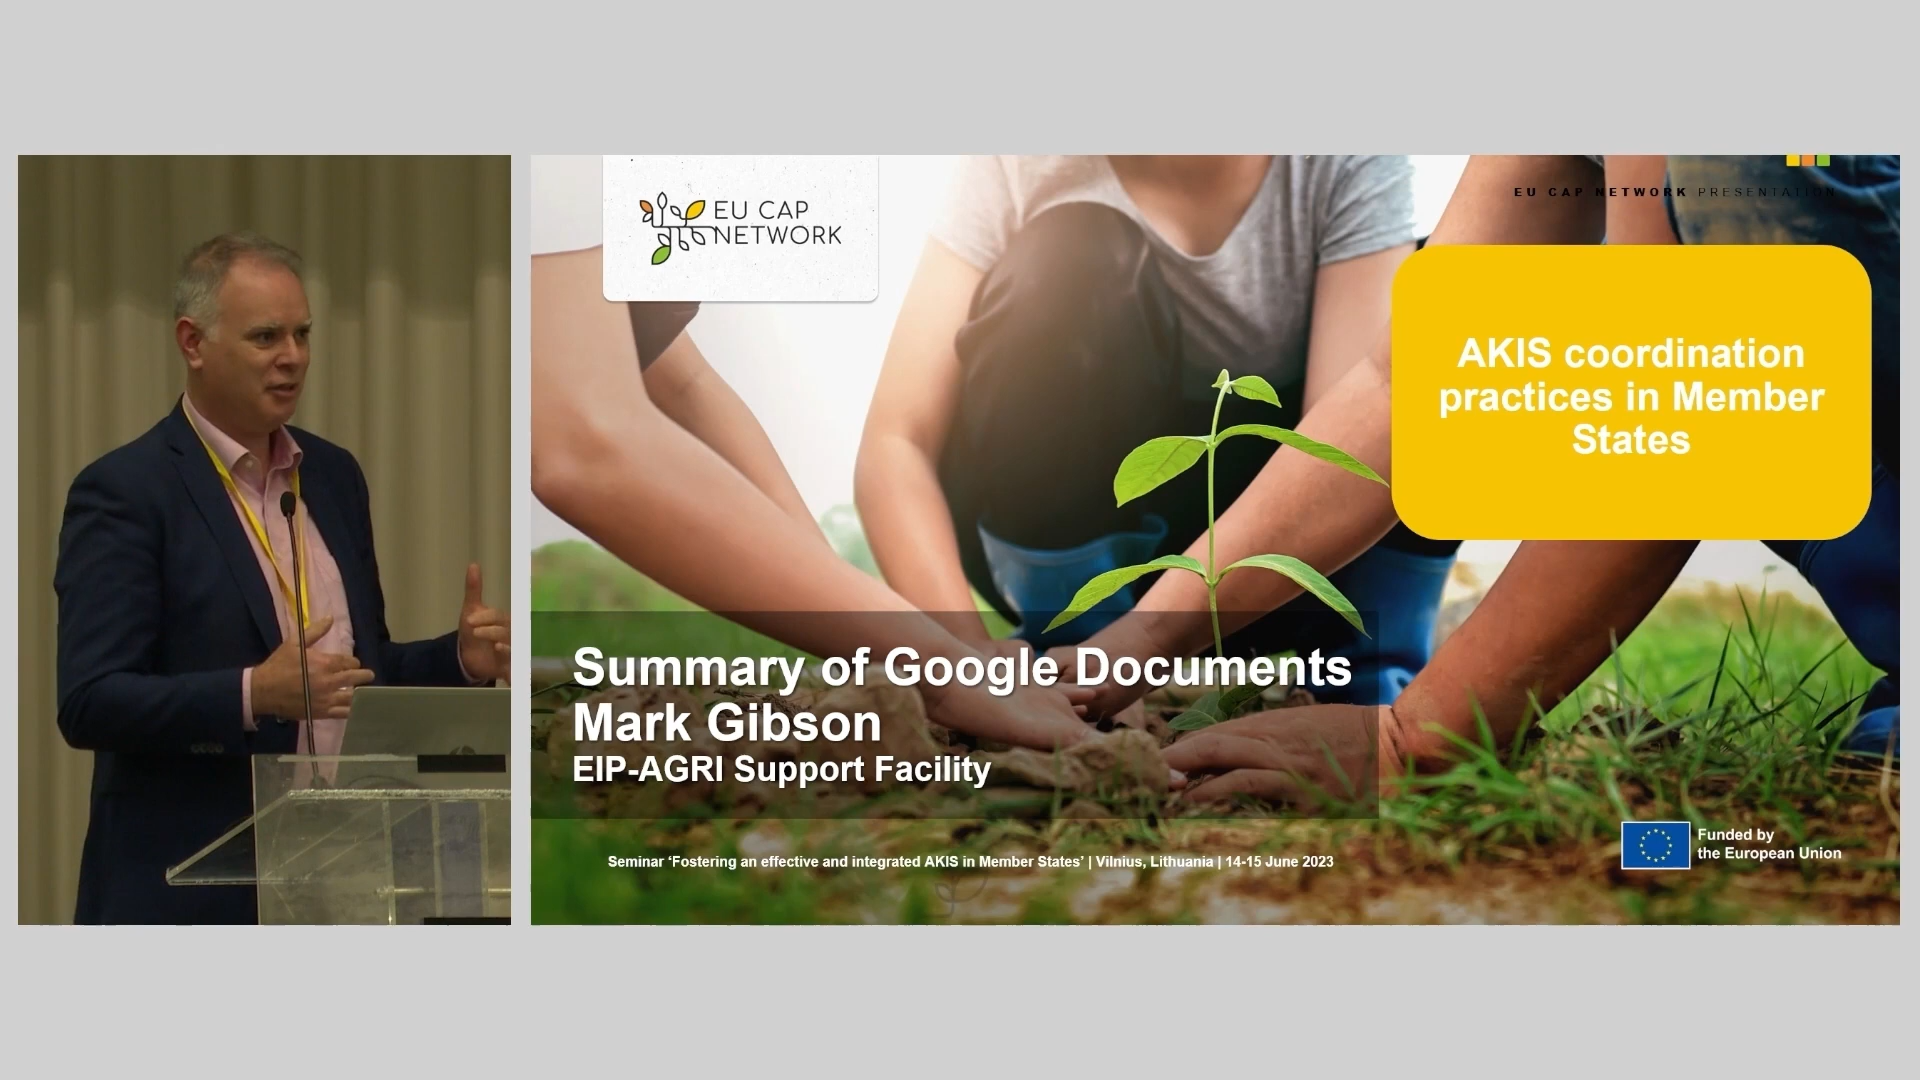 EU CAP
NETWORK
EU CAP NETWORK PRESENTATION
AKIS coordination
practices in Member
States
Summary of Google Documents
Mark Gibson
EIP-AGRI Support Facility
Seminar ‘Fostering an effective and integrated AKIS in Member States’ | Vilnius, Lithuania | 14-15 June 2023
Funded by
the European Union